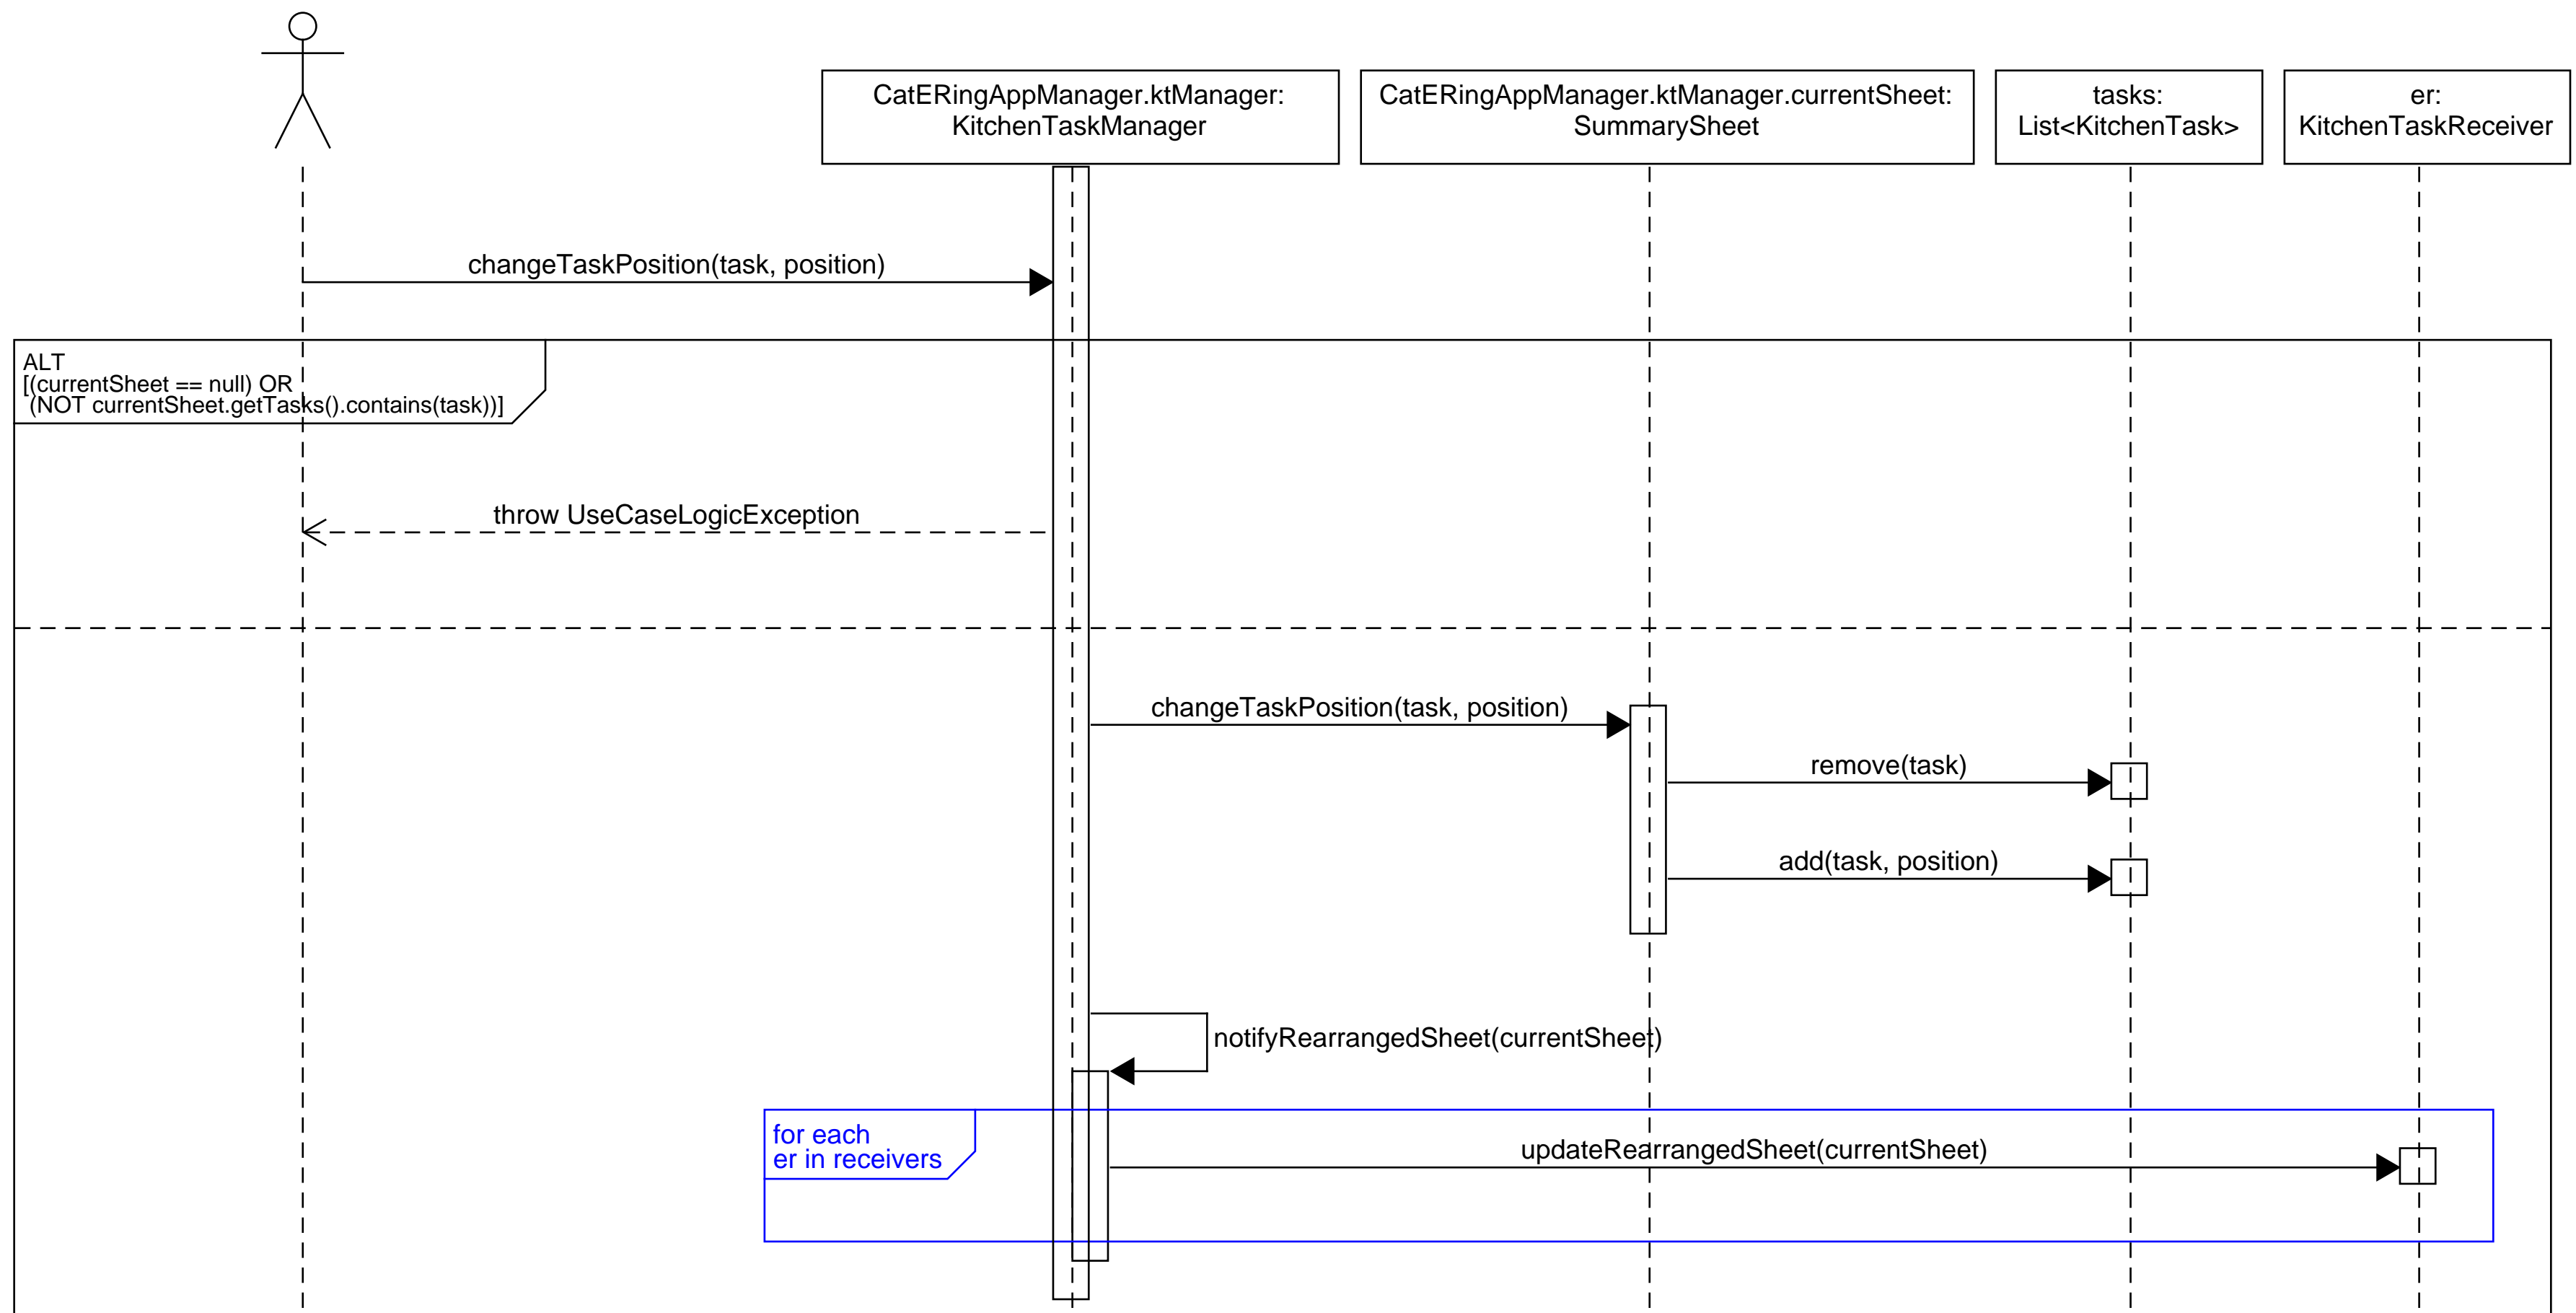 CatERingAppManager.ktManager:
KitchenTaskManager
CatERingAppManager.ktManager.currentSheet:
SummarySheet
tasks:
List<KitchenTask>
er:
KitchenTaskReceiver
changeTaskPosition(task, position)
ALT
[(currentSheet == null) OR
(NOT currentSheet.getTasks().contains(task))]
throw UseCaseLogicException
changeTaskPosition(task, position)
remove(task)
add(task, position)
notifyRearrangedSheet(currentSheet)
for each
er in receivers
updateRearrangedSheet(currentSheet)